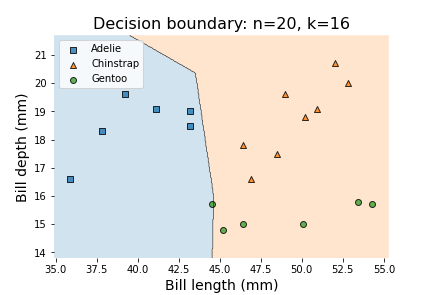 Decision boundary: n=20, k=16
Adelie
Chinstrap
Gentoo
21
20
19
18
17
16
15
14
Bill depth (mm)
35.0 37.5 40.0 42.5 45.0 47.5 50.0 52.5 55.0
Bill length (mm)